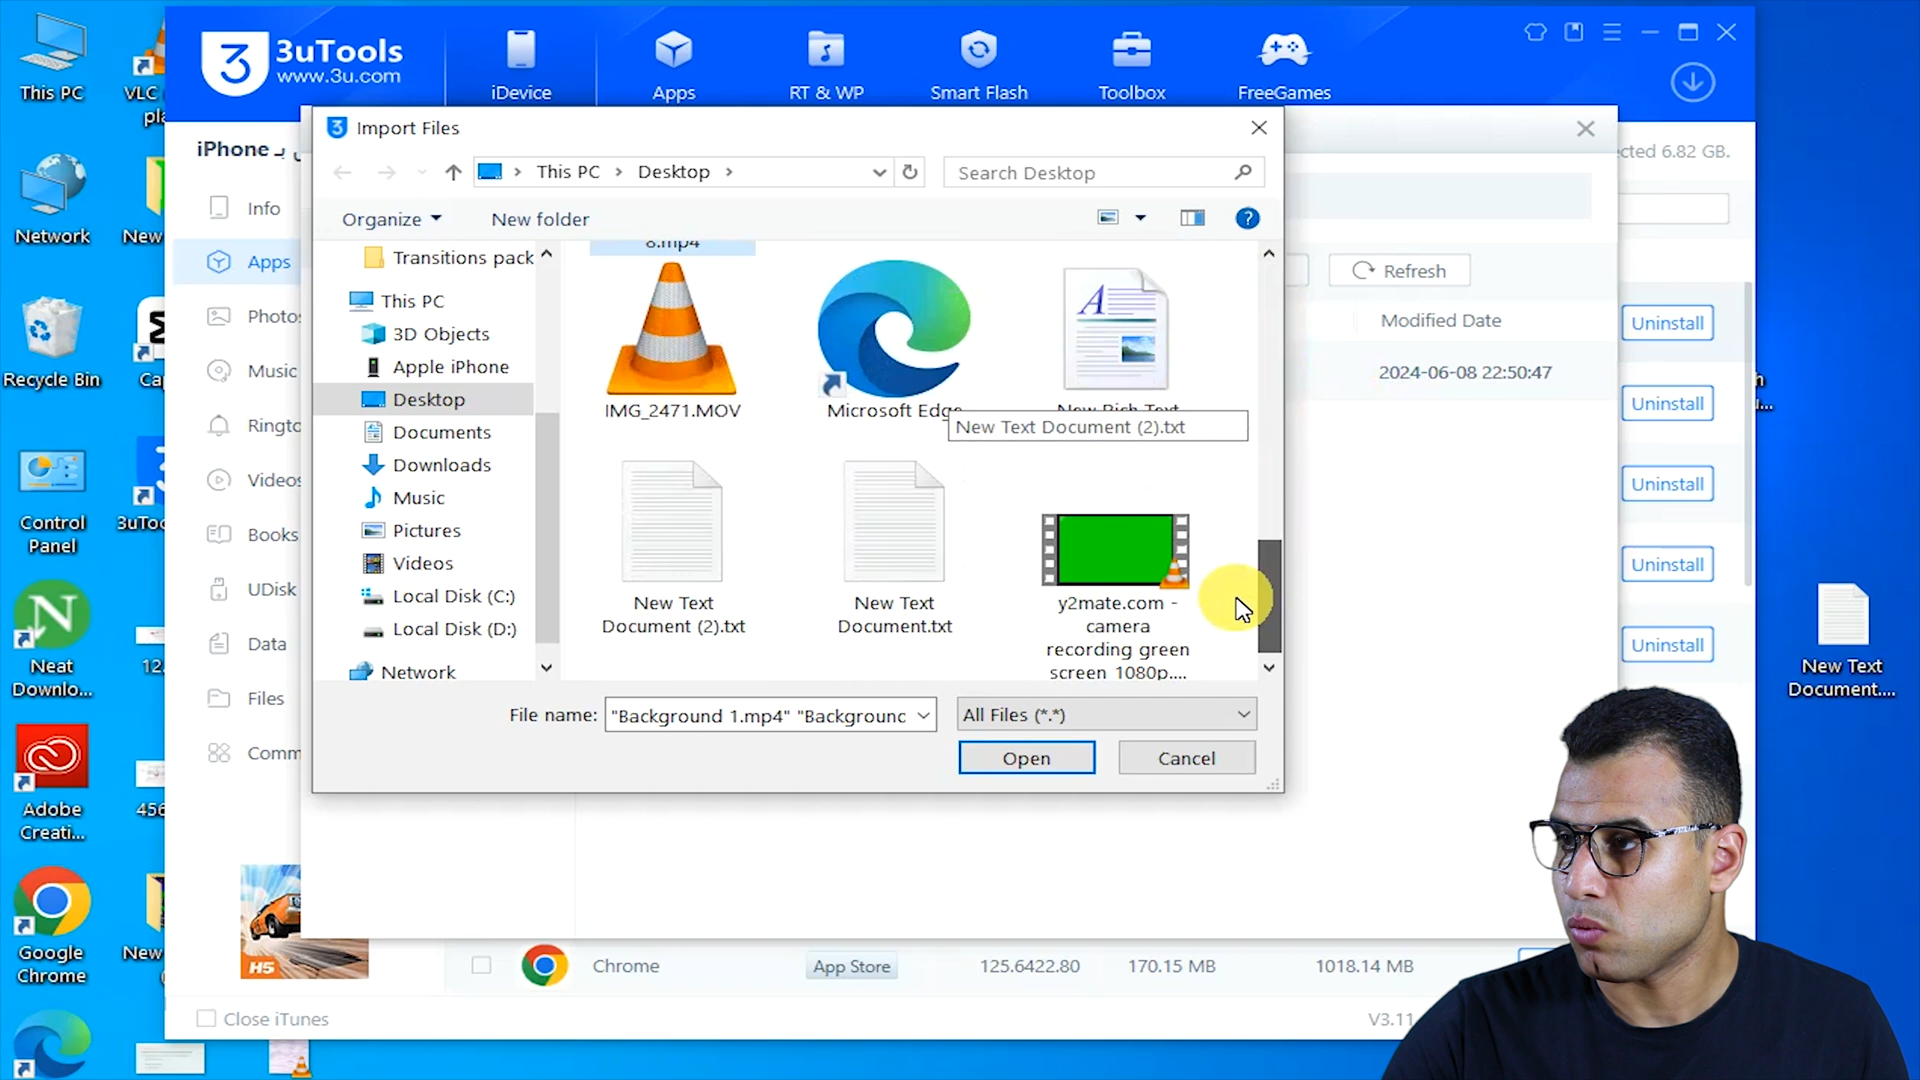 This PC
VLC
pla
Network
New
Recycle Bin
Cap
Control
Panel
3uToo
Neat
Downlo...
12.
Adobe
Creati...
456
Google
Chrome
New
3
3uTools
www.3u.com
iDevice
Apps
RT & WP
Smart Flash
Toolbox
FreeGames
iPhone
Info
Apps
Photos
Music
Rington
Videos
Books
UDisk
Data
Files
Comm
H5
Close iTunes
Import Files
This PC
Desktop
Search Desktop
Organize
New folder
Transitions pack
This PC
3D Objects
Apple iPhone
Desktop
Documents
Downloads
Music
Pictures
Videos
Local Disk (C:)
Local Disk (D:)
Network
8.mp4
IMG_2471.MOV
Microsoft Edge
New Rich Text
New Text Document (2).txt
New Text
Document (2).txt
New Text
Document.txt
y2mate.com -
camera
recording green
screen 1080p....
File name:
"Background 1.mp4" "Backgrounc
All Files (*.*)
Open
Cancel
cted 6.82 GB.
Refresh
Modified Date
2024-06-08 22:50:47
Uninstall
Uninstall
Uninstall
Uninstall
Uninstall
Chrome
App Store
125.6422.80
170.15 MB
1018.14 MB
V3.11
New Text
Document....